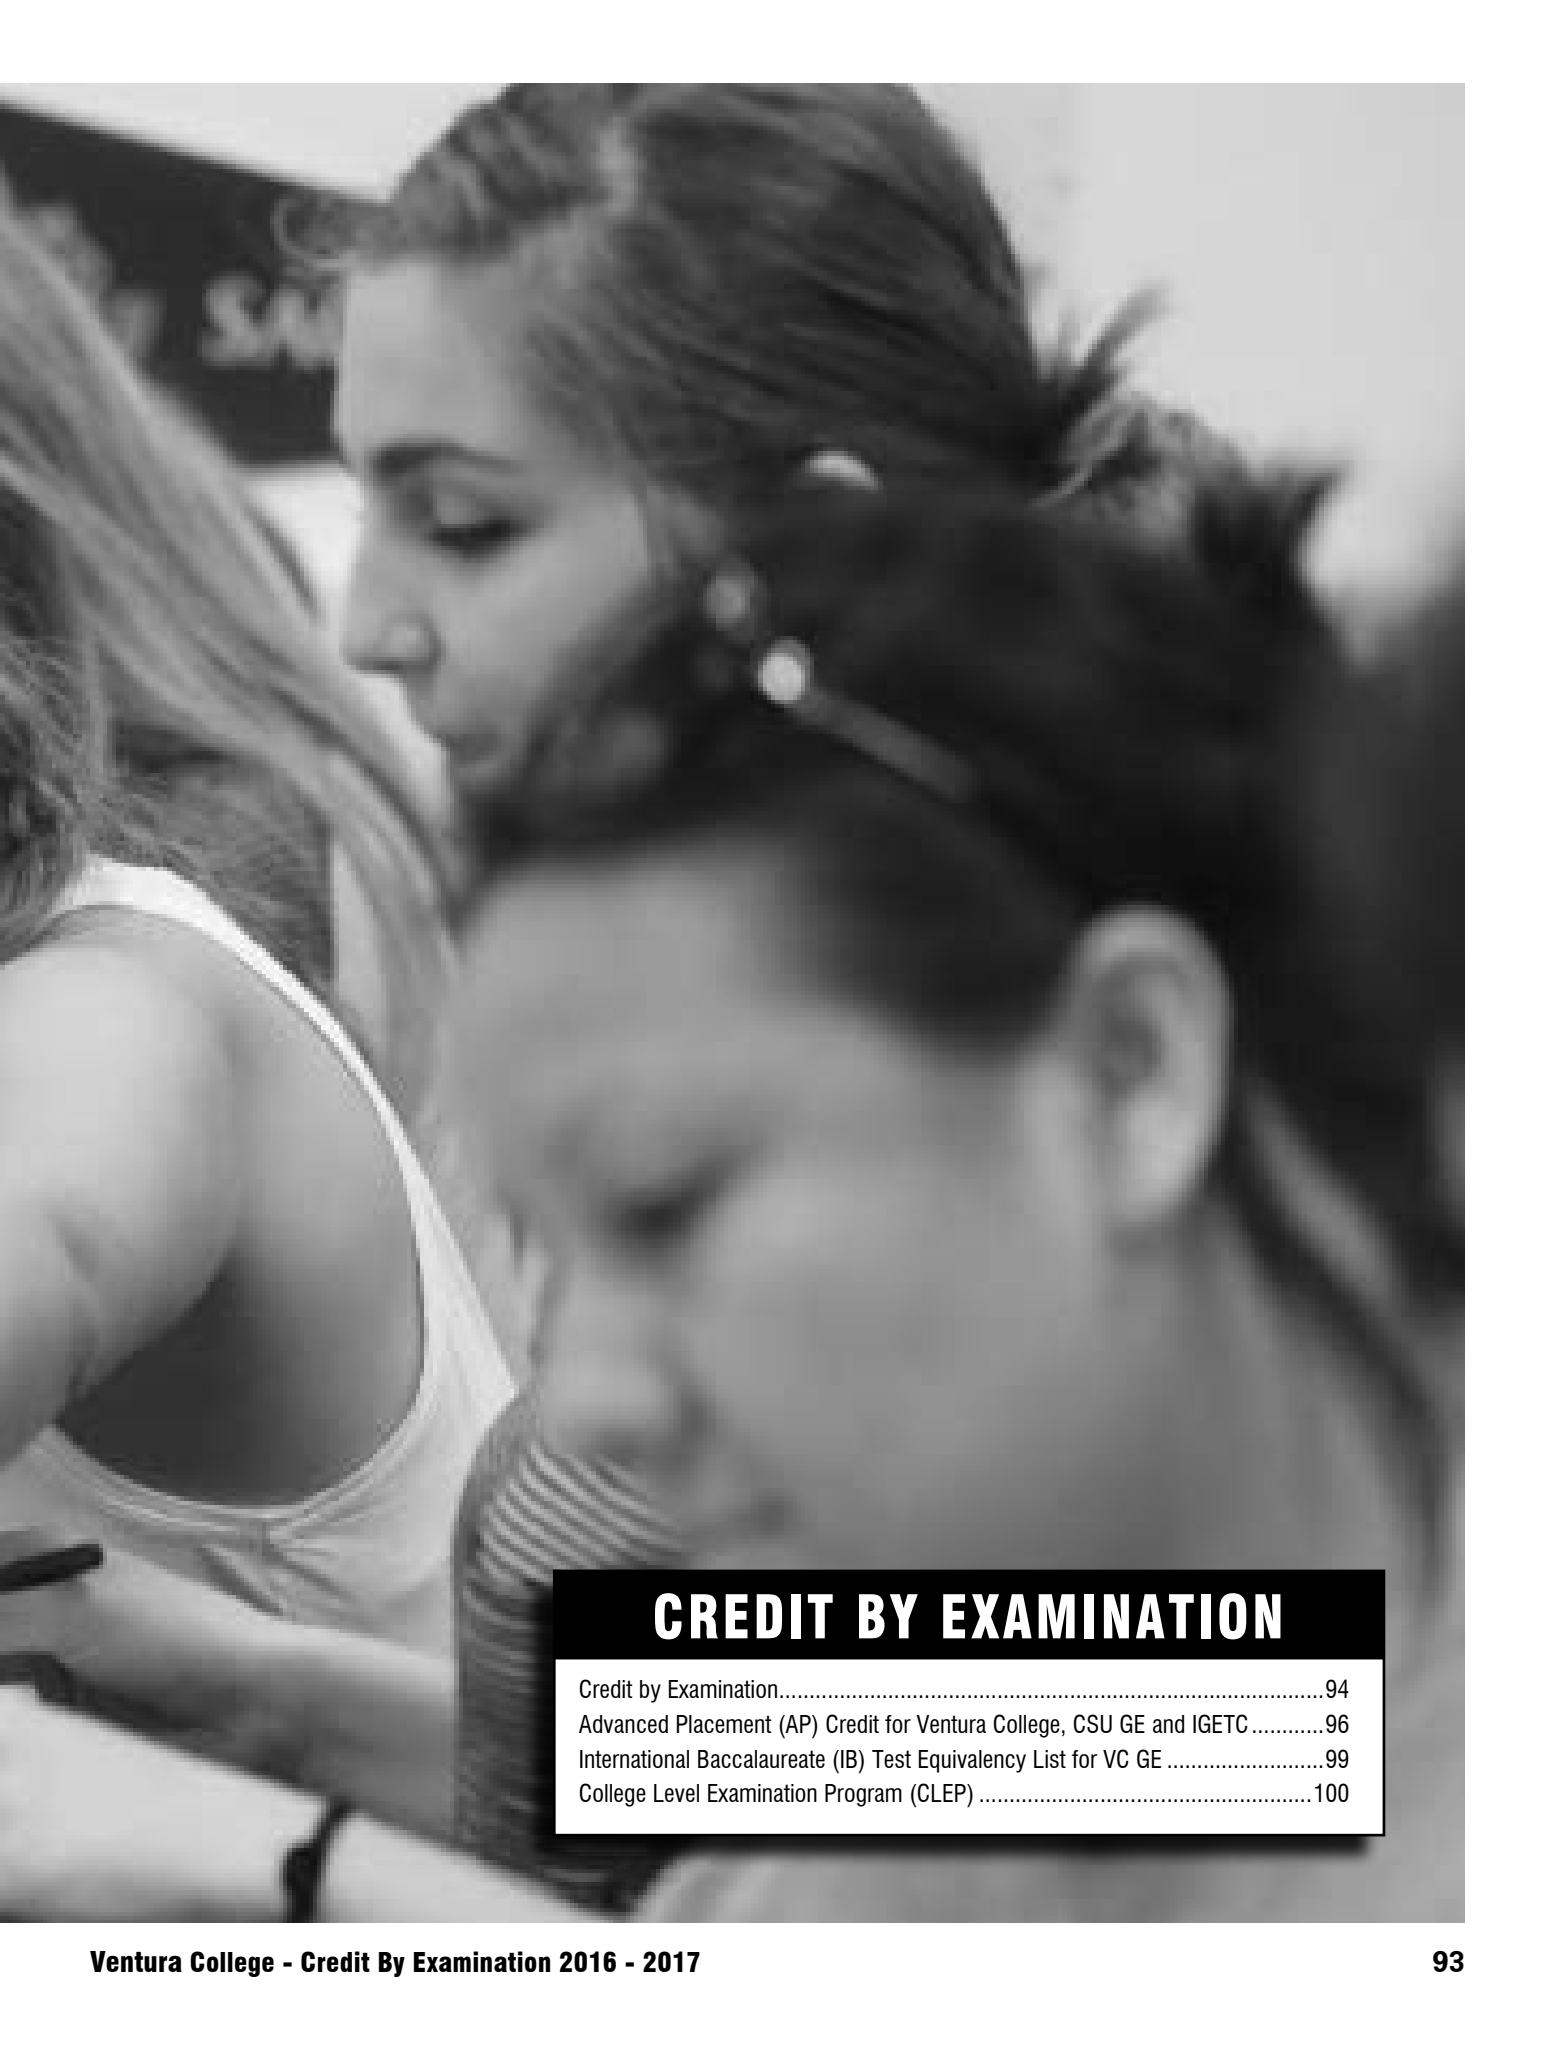 CREDIT BY EXAMINATION
Credit by Examination..........................................................................................94
Advanced Placement (AP) Credit for Ventura College, CSU GE and IGETC............96
International Baccalaureate (IB) Test Equivalency List for VC GE ..........................99
College Level Examination Program (CLEP) .......................................................100
Ventura College - Credit By Examination 2016 - 2017
93